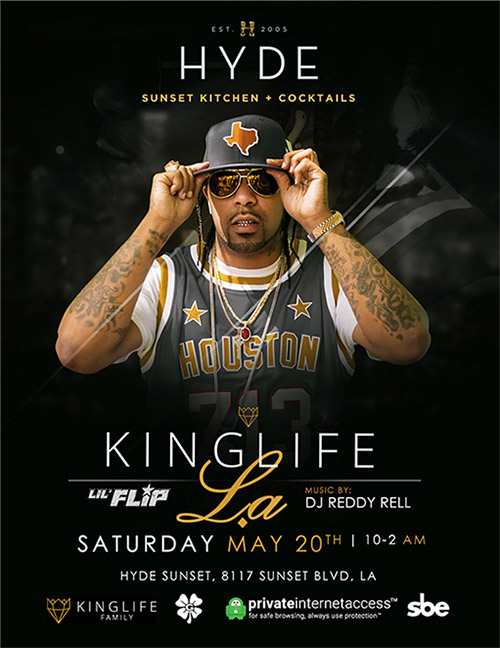 EST. H 2005
HYDE
SUNSET KITCHEN + COCKTAILS
HOUSTON
713
KINGLIFE
L.a
LIL' FLIP
MUSIC BY:
DJ REDDY RELL
SATURDAY MAY 20TH | 10-2 AM
HYDE SUNSET, 8117 SUNSET BLVD, LA
KINGLIFE
FAMILY
G
privateinternetaccess™
for safe browsing, always use protection™
sbe